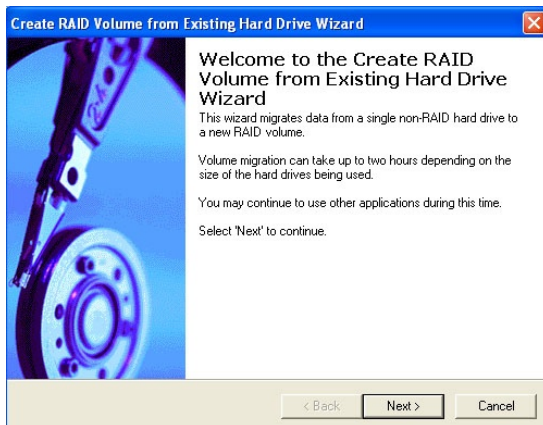 Create RAID Volume from Existing Hard Drive Wizard
Welcome to the Create RAID
Volume from Existing Hard Drive
Wizard
This wizard migrates data from a single non-RAID hard drive to
a new RAID volume.
Volume migration can take up to two hours depending on the
size of the hard drives being used.
You may continue to use other applications during this time.
Select 'Next' to continue.
< Back Next > Cancel